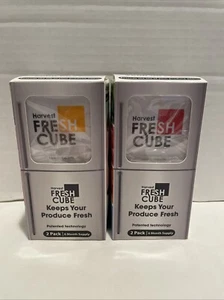 Harvest
FRESH
CUBE
Harvest
FRESH
CUBE
Keeps Your
Produce Fresh
Patented technology
2 Pack | 6 Month Supply
Harvest
FRESH
CUBE
Harvest
FRESH
CUBE
Keeps Your
Produce Fresh
Patented technology
2 Pack | 6 Month Supply